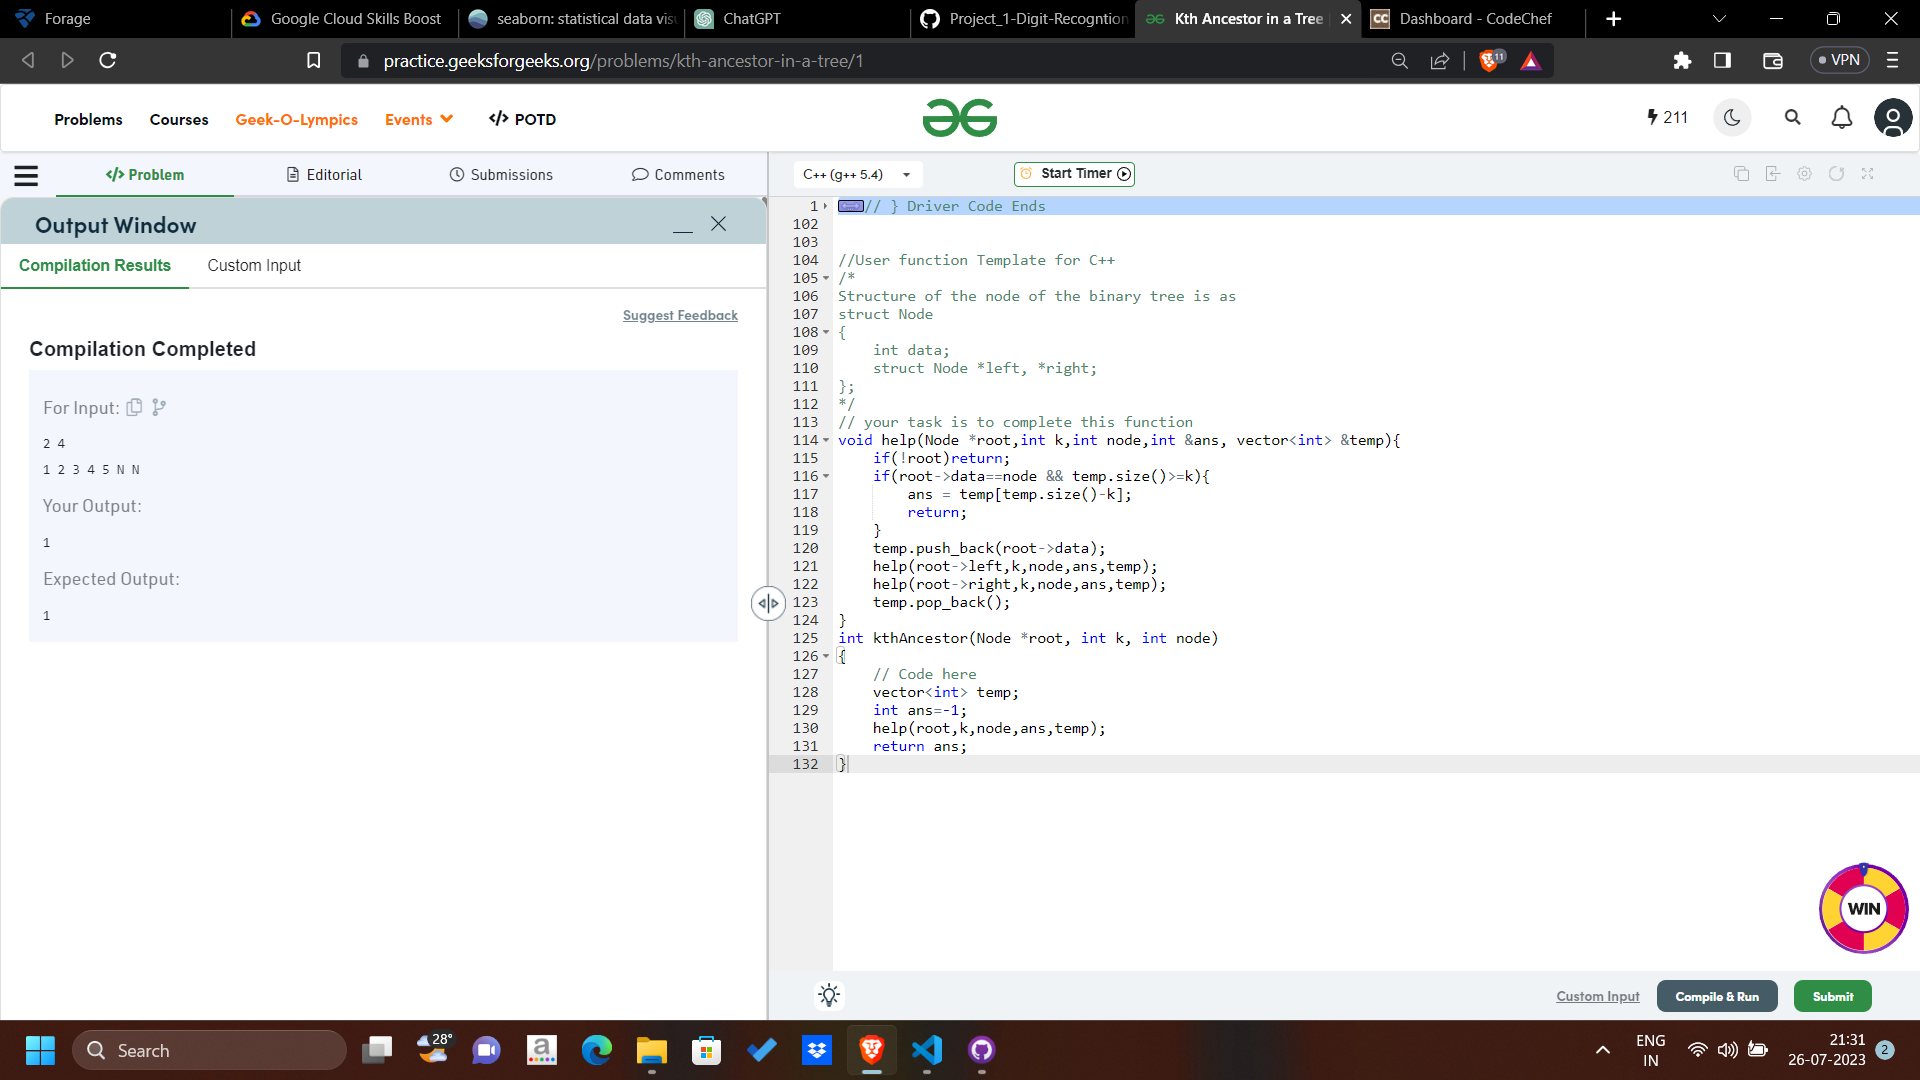 Forage
Google Cloud Skills Boost
seaborn: statistical data visu
ChatGPT
Project_1-Digit-Recogntion
Kth Ancestor in a Tree
Dashboard - CodeChef
practice.geeksforgeeks.org/problems/kth-ancestor-in-a-tree/1
11
VPN
Problems Courses Geek-O-Lympics Events </> POTD
211
</> Problem Editorial Submissions Comments
C++ (g++ 5.4)
Start Timer
Output Window
Compilation Results Custom Input
Suggest Feedback
Compilation Completed
For Input:
2 4
1 2 3 4 5 N N
Your Output:
1
Expected Output:
1
1 // } Driver Code Ends
102
103
104 //User function Template for C++
105 /*
106 Structure of the node of the binary tree is as
107 struct Node
108 {
109     int data;
110     struct Node *left, *right;
111 };
112 */
113 // your task is to complete this function
114 void help(Node *root,int k,int node,int &ans, vector<int> &temp){
115     if(!root)return;
116     if(root->data==node && temp.size()>=k){
117         ans = temp[temp.size()-k];
118         return;
119     }
120     temp.push_back(root->data);
121     help(root->left,k,node,ans,temp);
122     help(root->right,k,node,ans,temp);
123     temp.pop_back();
124 }
125 int kthAncestor(Node *root, int k, int node)
126 {
127     // Code here
128     vector<int> temp;
129     int ans=-1;
130     help(root,k,node,ans,temp);
131     return ans;
132 }
WIN
Custom Input
Compile & Run
Submit
Search
28°
a
ENG
IN
21:31
26-07-2023
2